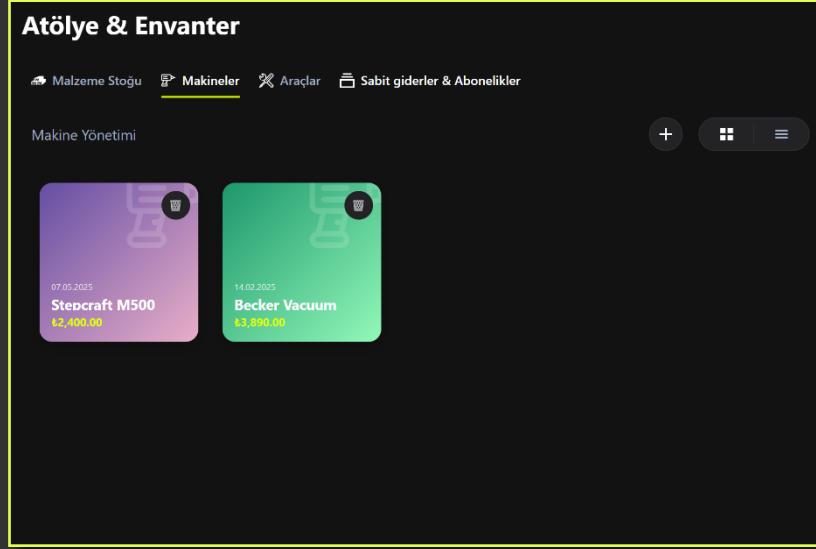 Atölye & Envanter
Malzeme Stoğu Makineler Araçlar Sabit giderler & Abonelikler
Makine Yönetimi
07.05.2025
Stepcraft M500
₺2,400.00
14.02.2025
Becker Vacuum
₺3,890.00